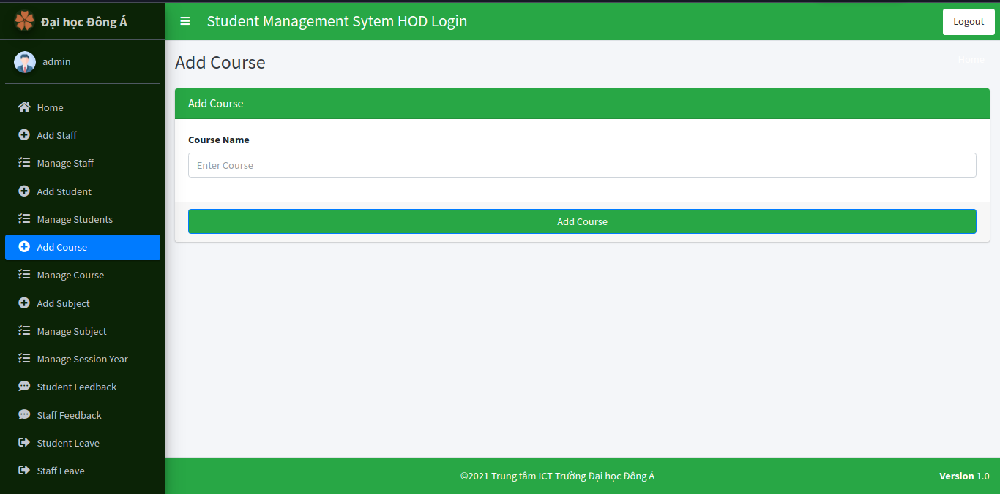 Đại học Đông Á
Student Management Sytem HOD Login
Logout
admin
Add Course
Home
Home
Add Staff
Manage Staff
Add Student
Manage Students
Add Course
Manage Course
Add Subject
Manage Subject
Manage Session Year
Student Feedback
Staff Feedback
Student Leave
Staff Leave
Add Course
Course Name
Enter Course
Add Course
©2021 Trung tâm ICT Trường Đại học Đông Á
Version 1.0